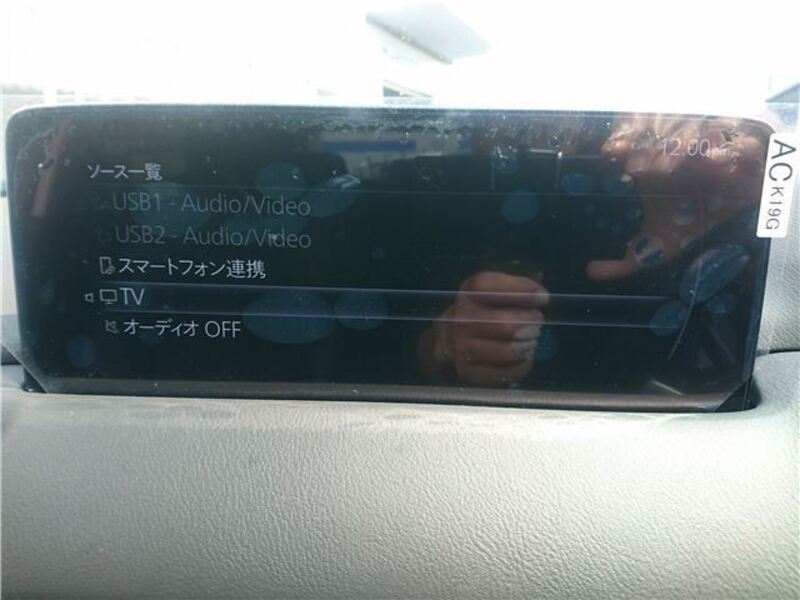 ソース一覧
12:00
USB1 - Audio/Video
USB2 - Audio/Video
スマートフォン連携
TV
オーディオ OFF
AC K19G